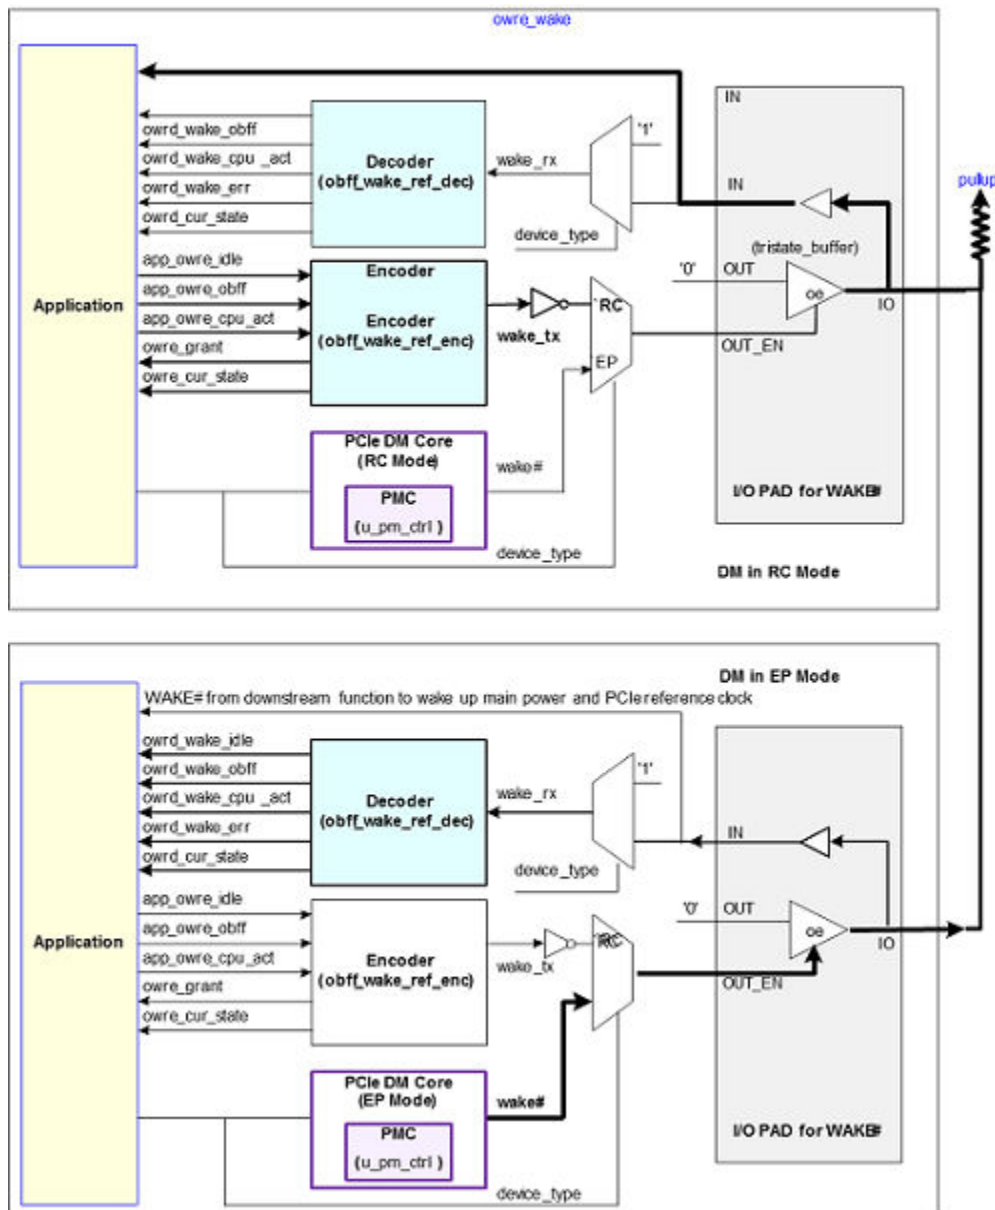 owre_wake
IN
owrd_wake_obff
'1'
Decoder
(obff_wake_ref_dec)
wake_rx
owrd_wake_cpu _act
owrd_wake_err
IN
pullup
owrd_cur_state
device_type
(tristate_buffer)
app_owre_idle
'0'
OUT
Encoder
app_owre_obff
oe
Application
'RC
IO
app_owre_cpu_act
Encoder
(obff_wake_ref_enc)
wake_tx
OUT_EN
owre_grant
'EP
owre_cur_state
PCIe DM Core
(RC Mode)
wake#
PMC
(u_pm_ctrl )
I/O PAD for WAKE#
device_type
DM in RC Mode
DM in EP Mode
WAKE# from downstream function to wake up main power and PCIe reference clock
owrd_wake_idle
owrd_wake_obff
'1'
owrd_wake_cpu _act
wake_rx
Decoder
(obff_wake_ref_dec)
owrd_wake_err
IN
owrd_cur_state
device_type
app_owre_idle
'0'
OUT
app_owre_obff
oe
Application
'RC
IO
app_owre_cpu_act
Encoder
(obff_wake_ref_enc)
wake_tx
OUT_EN
owre_grant
owre_cur_state
PCIe DM Core
(EP Mode)
wake#
PMC
(u_pm_ctrl )
I/O PAD for WAKE#
device_type